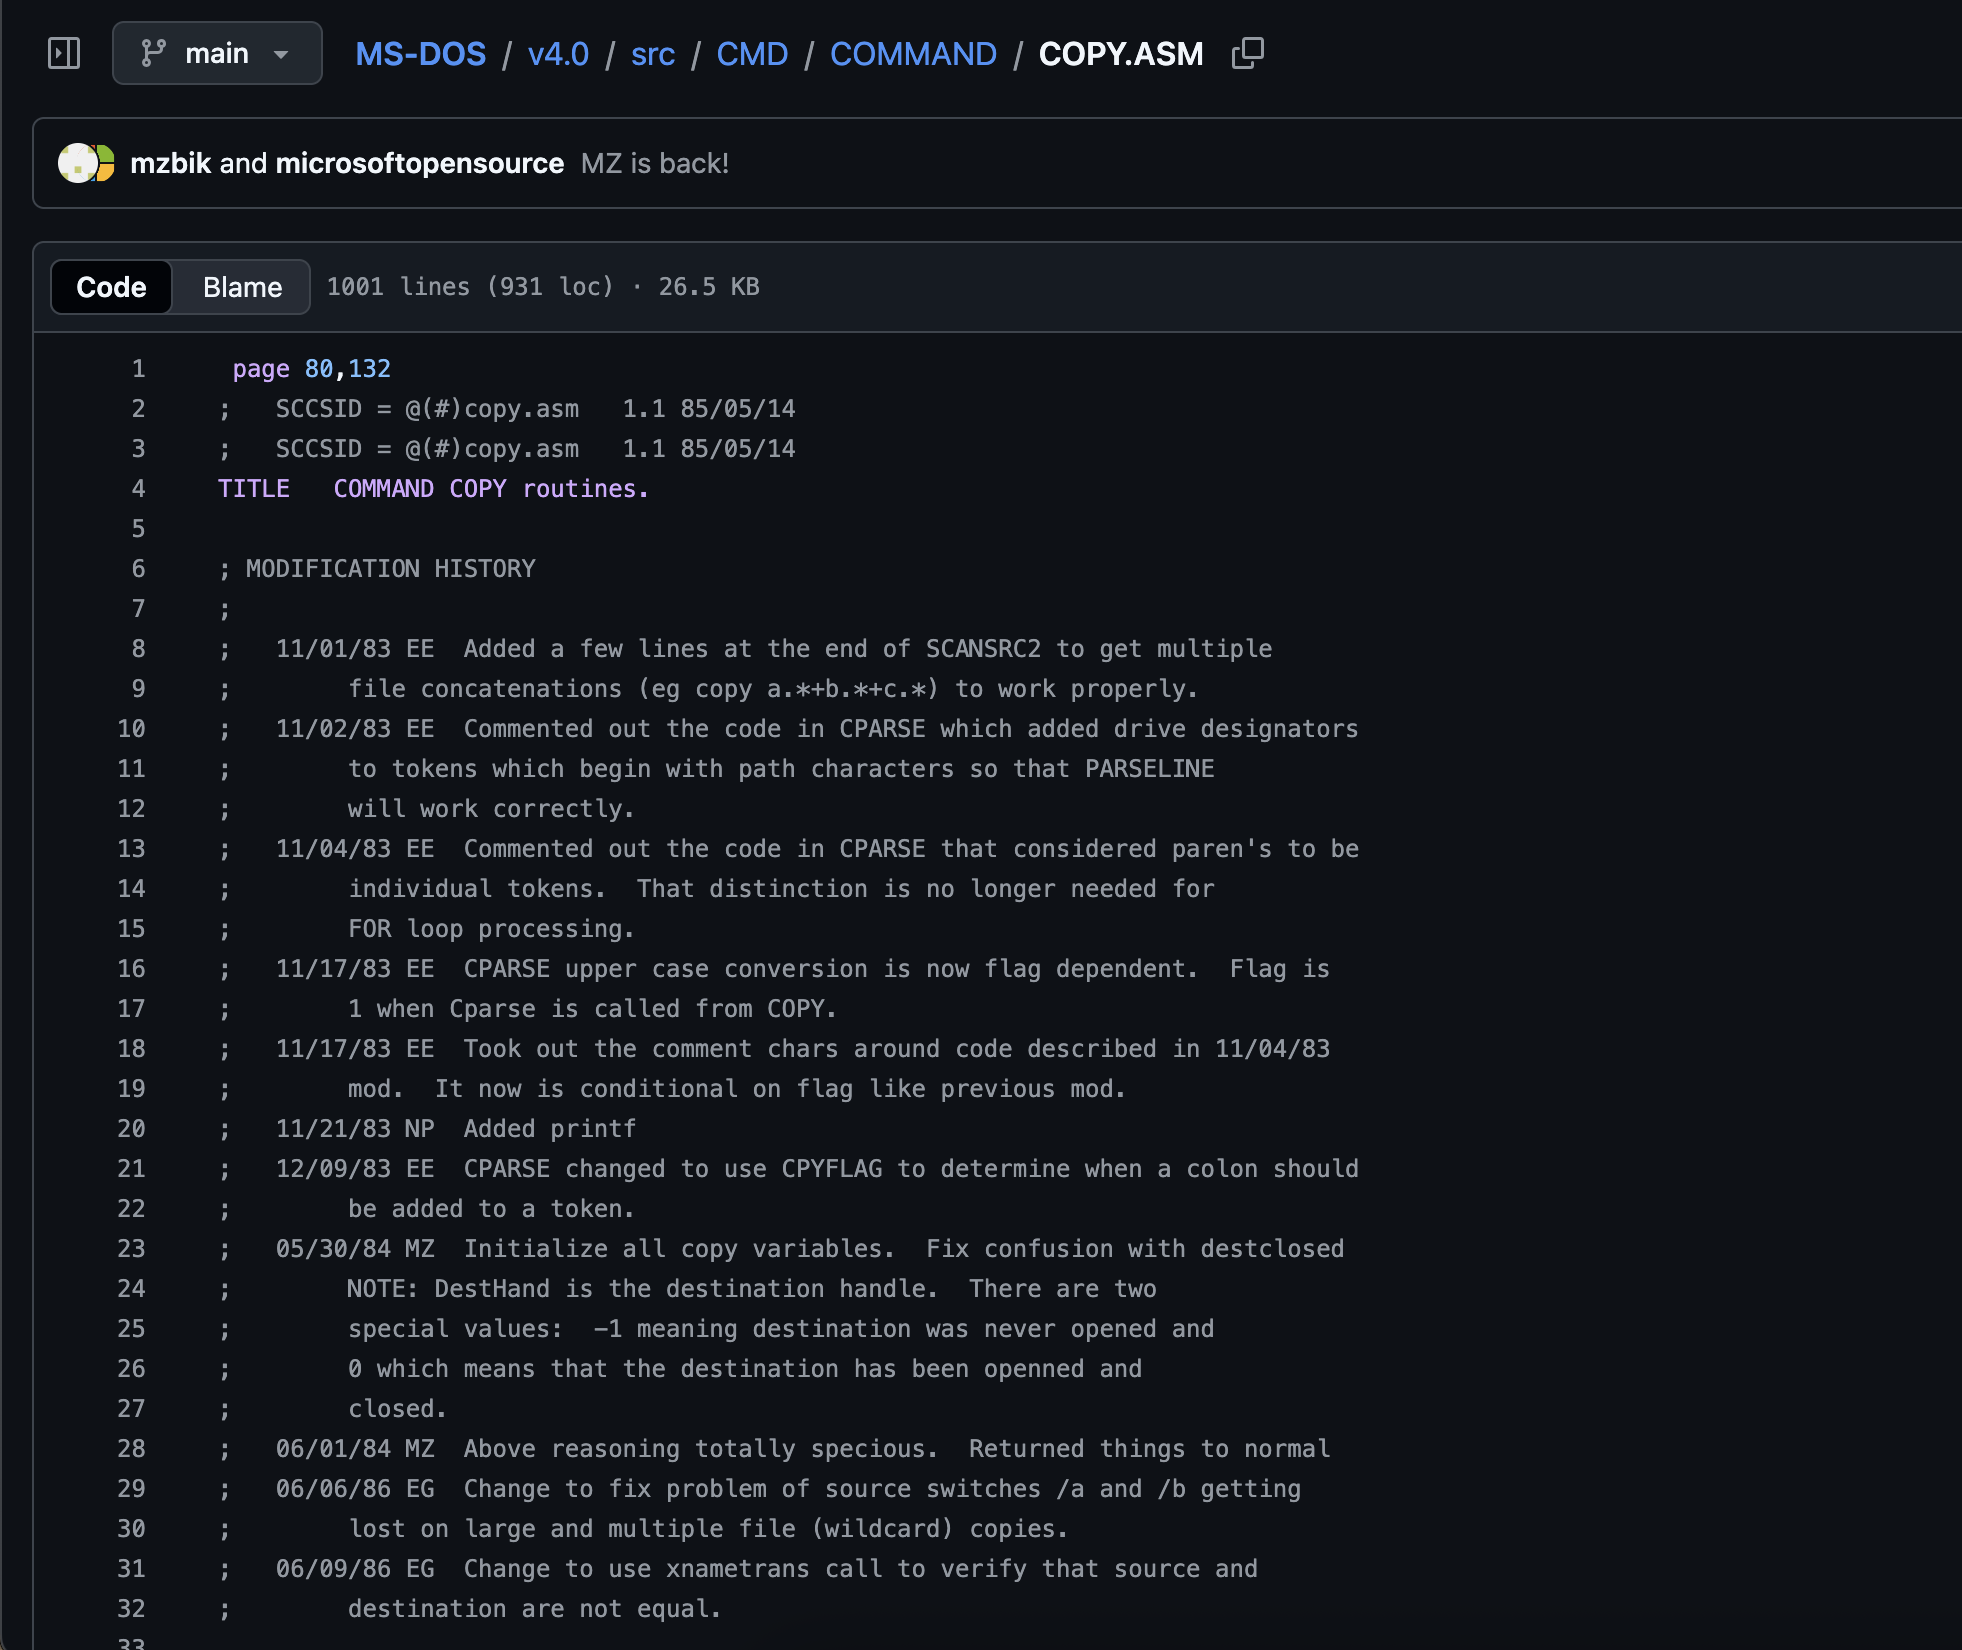 main
MS-DOS / v4.0 / src / CMD / COMMAND / COPY.ASM
mzbik and microsoftopensource MZ is back!
Code Blame 1001 lines (931 loc) · 26.5 KB
1 page 80,132
2 ; SCCSID = @(#)copy.asm 1.1 85/05/14
3 ; SCCSID = @(#)copy.asm 1.1 85/05/14
4 TITLE COMMAND COPY routines.
5
6 ; MODIFICATION HISTORY
7 ;
8 ; 11/01/83 EE Added a few lines at the end of SCANSRC2 to get multiple
9 ; file concatenations (eg copy a.*+b.*+c.*) to work properly.
10 ; 11/02/83 EE Commented out the code in CPARSE which added drive designators
11 ; to tokens which begin with path characters so that PARSELINE
12 ; will work correctly.
13 ; 11/04/83 EE Commented out the code in CPARSE that considered paren's to be
14 ; individual tokens. That distinction is no longer needed for
15 ; FOR loop processing.
16 ; 11/17/83 EE CPARSE upper case conversion is now flag dependent. Flag is
17 ; 1 when Cparse is called from COPY.
18 ; 11/17/83 EE Took out the comment chars around code described in 11/04/83
19 ; mod. It now is conditional on flag like previous mod.
20 ; 11/21/83 NP Added printf
21 ; 12/09/83 EE CPARSE changed to use CPYFLAG to determine when a colon should
22 ; be added to a token.
23 ; 05/30/84 MZ Initialize all copy variables. Fix confusion with destclosed
24 ; NOTE: DestHand is the destination handle. There are two
25 ; special values: -1 meaning destination was never opened and
26 ; 0 which means that the destination has been openned and
27 ; closed.
28 ; 06/01/84 MZ Above reasoning totally specious. Returned things to normal
29 ; 06/06/86 EG Change to fix problem of source switches /a and /b getting
30 ; lost on large and multiple file (wildcard) copies.
31 ; 06/09/86 EG Change to use xnametrans call to verify that source and
32 ; destination are not equal.
33